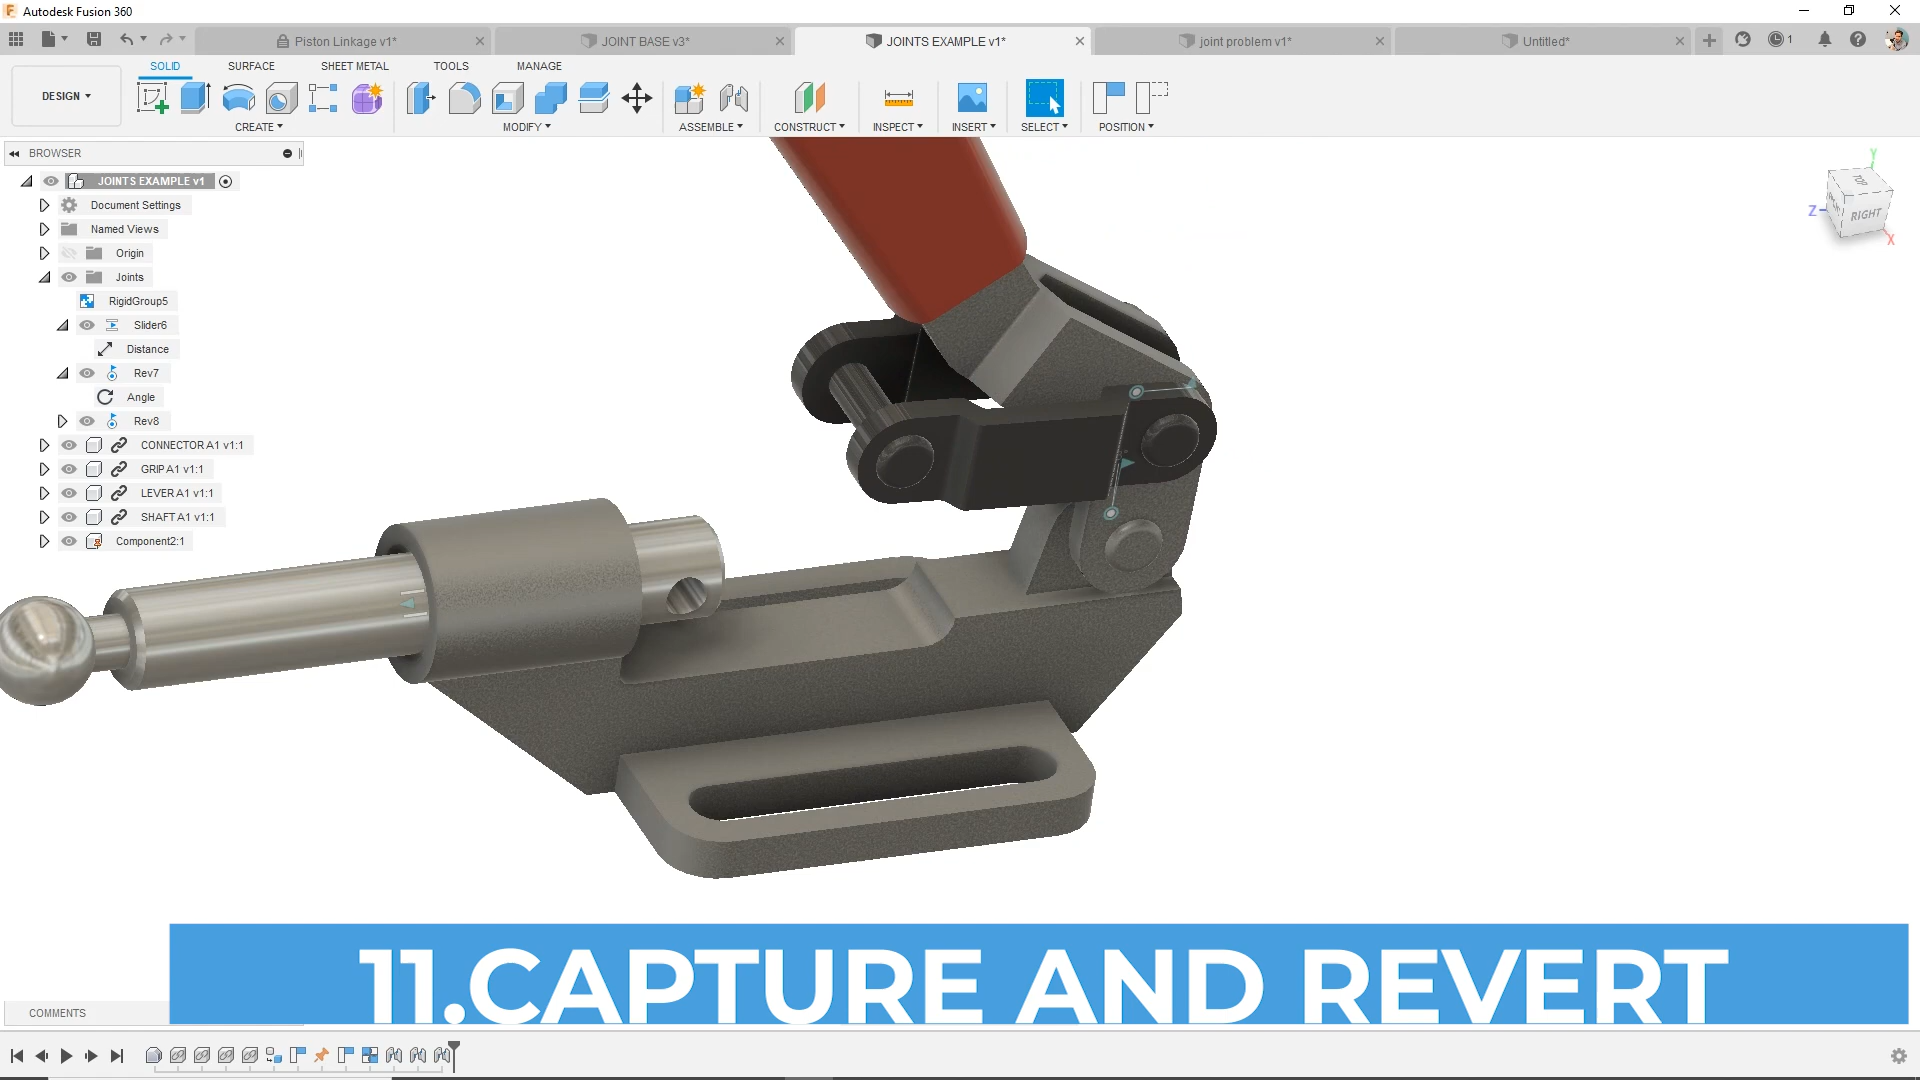 Autodesk Fusion 360
Piston Linkage v1*
JOINT BASE v3*
JOINTS EXAMPLE v1*
joint problem v1*
Untitled*
1
SOLID
SURFACE
SHEET METAL
TOOLS
MANAGE
DESIGN
CREATE
MODIFY
ASSEMBLE
CONSTRUCT
INSPECT
INSERT
SELECT
POSITION
BROWSER
JOINTS EXAMPLE v1
Document Settings
Named Views
Origin
Joints
RigidGroup5
Slider6
Distance
Rev7
Angle
Rev8
CONNECTOR A1 v1:1
GRIP A1 v1:1
LEVER A1 v1:1
SHAFT A1 v1:1
Component2:1
Y
TOP
Z
RIGHT
X
11.CAPTURE AND REVERT
COMMENTS